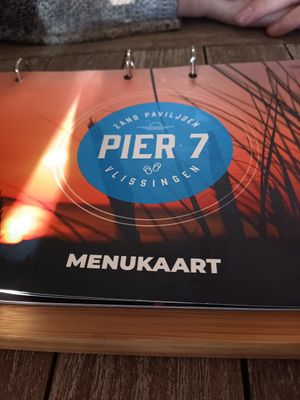 ZAND PAVILJOEN
PIER 7
VLISSINGEN
MENUKAART